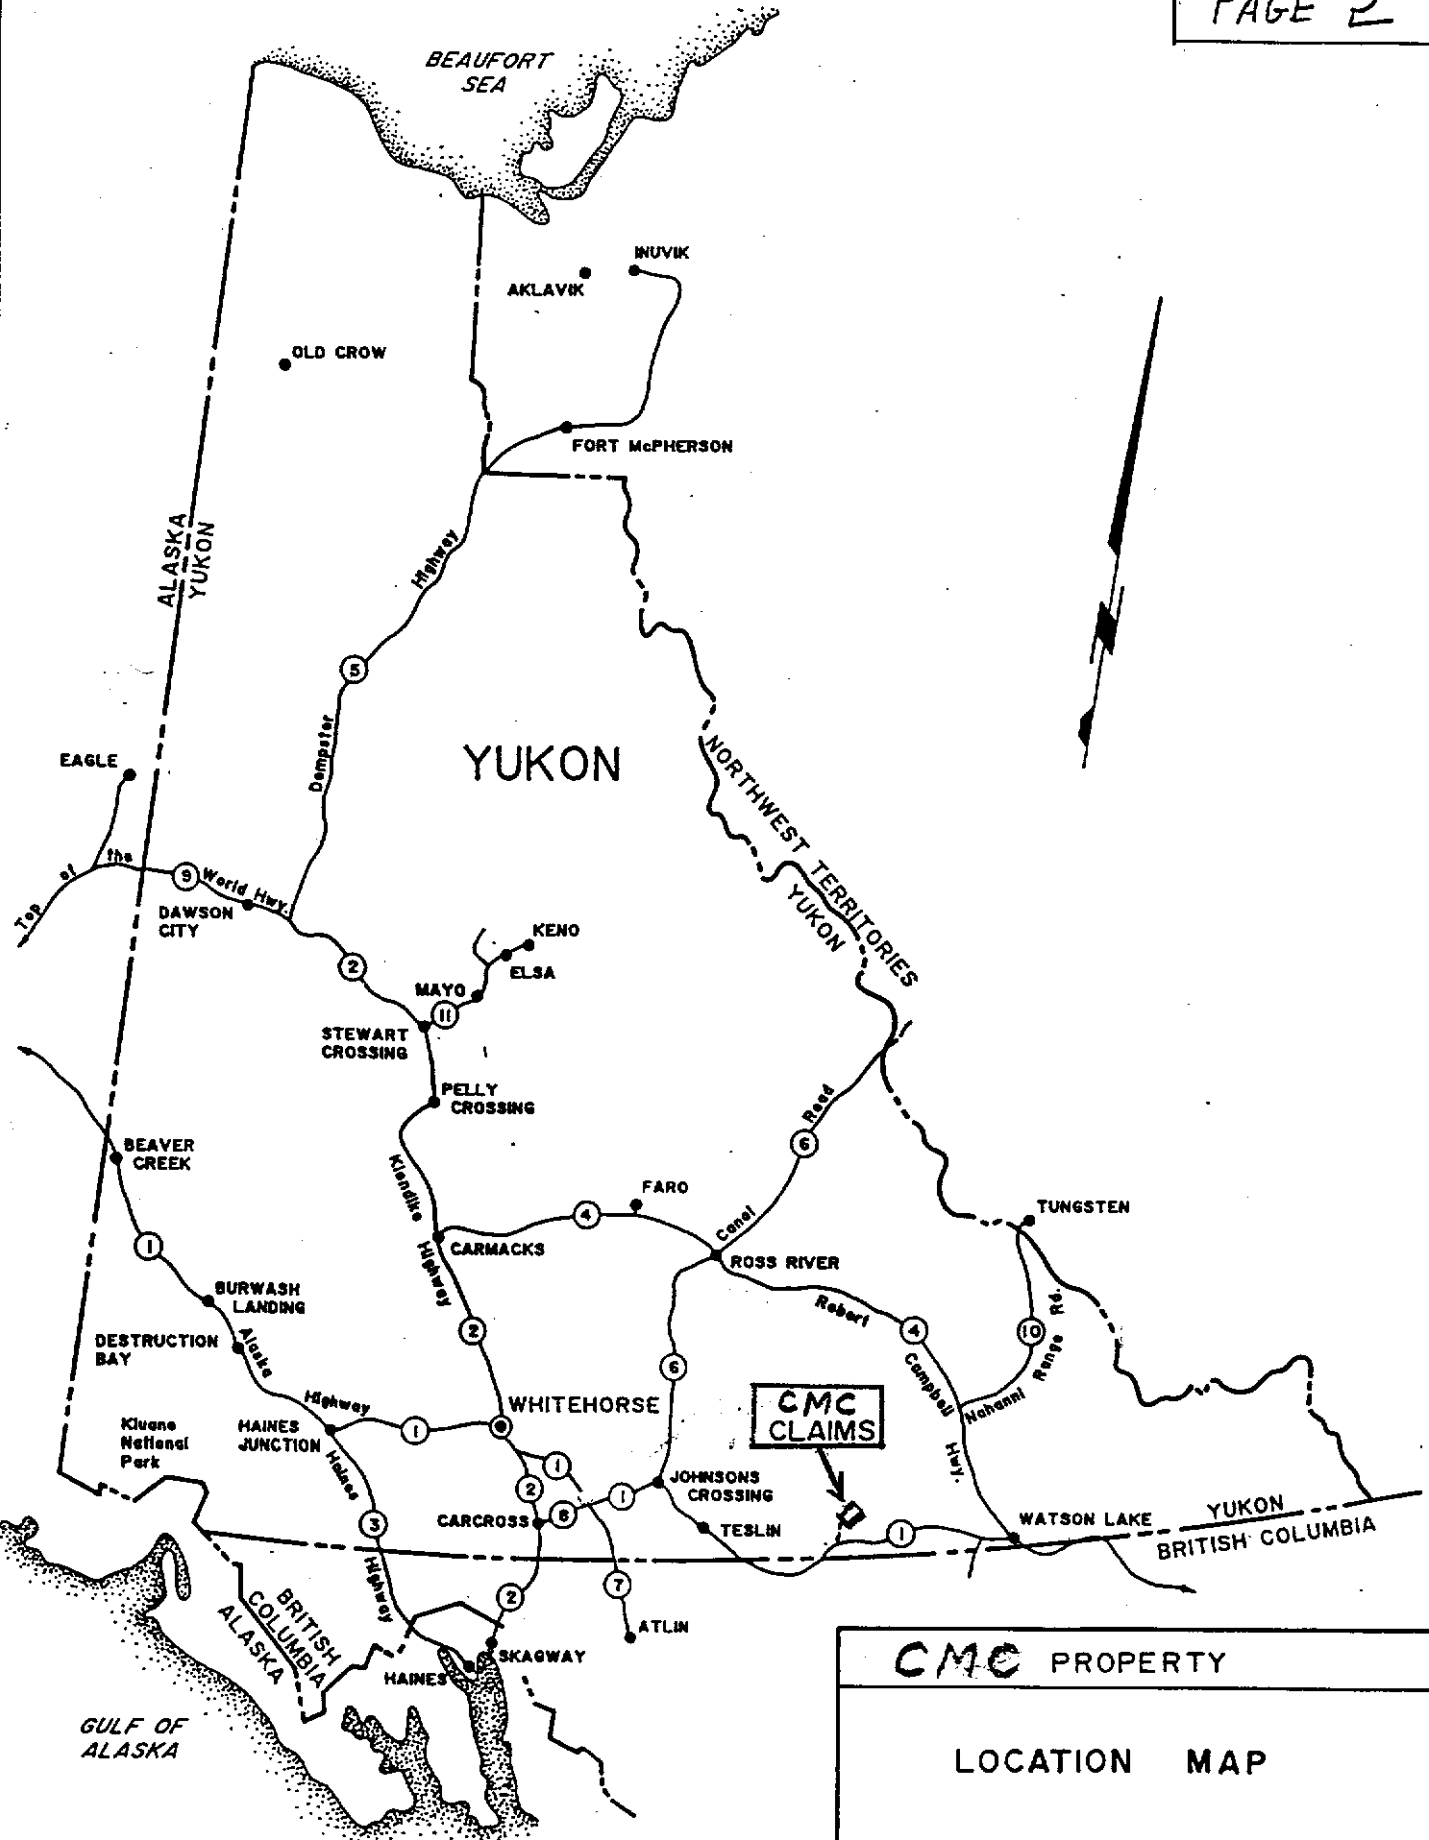 PAGE 2
BEAUFORT
SEA
INUVIK
AKLAVIK
OLD CROW
FORT McPHERSON
ALASKA
YUKON
Highway
5
Dempster
YUKON
EAGLE
NORTHWEST TERRITORIES
YUKON
Top of the World Hwy.
9
DAWSON
CITY
2
KENO
ELSA
MAYO
11
STEWART
CROSSING
PELLY
CROSSING
BEAVER
CREEK
Klondike
Highway
Canol
Road
6
FARO
4
CARMACKS
ROSS RIVER
TUNGSTEN
1
BURWASH
LANDING
DESTRUCTION
BAY
Alaska
Highway
2
6
Robert
Campbell
Hwy.
4
10
Nahanni
Range
Rd.
CMC
CLAIMS
WHITEHORSE
Kluane
National
Park
HAINES
JUNCTION
1
1
2
JOHNSONS
CROSSING
1
8
CARCROSS
TESLIN
Haines
3
Highway
1
WATSON LAKE
YUKON
BRITISH COLUMBIA
2
7
ATLIN
BRITISH
COLUMBIA
ALASKA
SKAGWAY
HAINES
GULF OF
ALASKA
CMC PROPERTY
LOCATION MAP